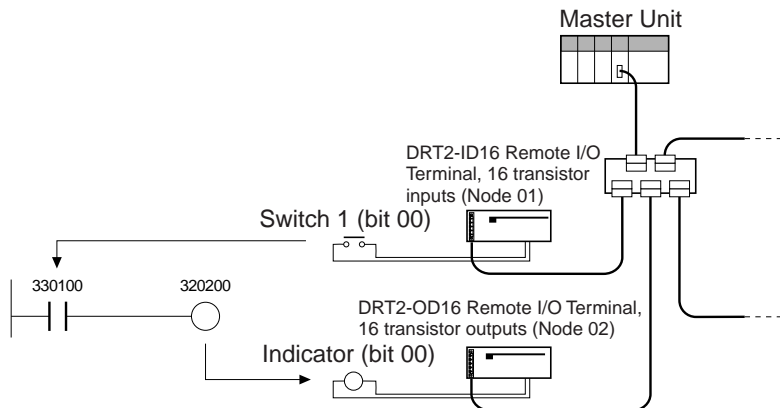 Master Unit
DRT2-ID16 Remote I/O
Terminal, 16 transistor
inputs (Node 01)
Switch 1 (bit 00)
330100
320200
DRT2-OD16 Remote I/O Terminal,
16 transistor outputs (Node 02)
Indicator (bit 00)